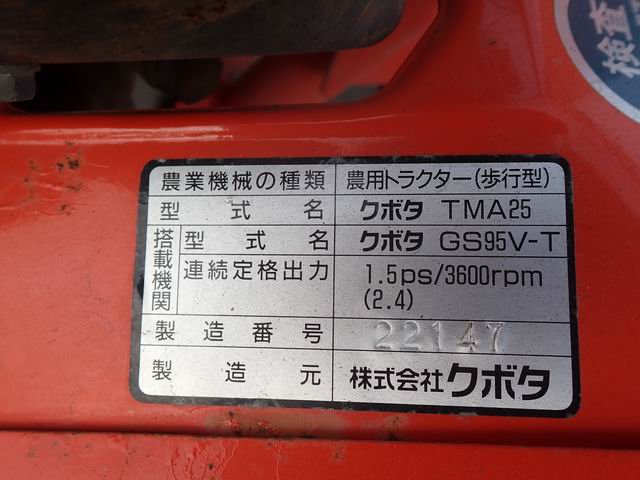 検査
農業機械の種類 農用トラクター(歩行型)
型式名 クボタ TMA25
搭載機関 型式名 クボタ GS95V-T
連続定格出力 1.5ps/3600rpm
(2.4)
製造番号 22147
製造元 株式会社クボタ